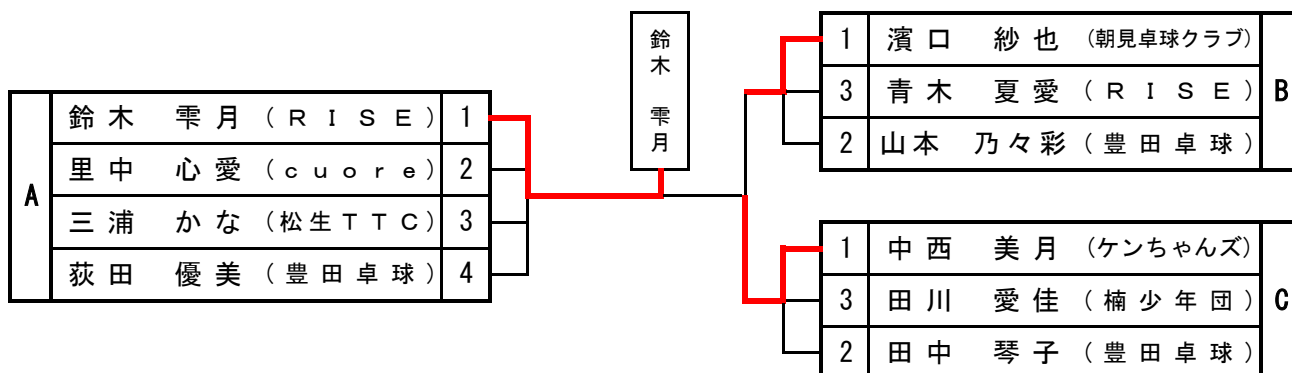 鈴木 雫月
A
鈴木 雫月 (RISE) 1
里中 心愛 (cuore) 2
三浦 かな (松生TTC) 3
荻田 優美 (豊田卓球) 4
1 濱口 紗也 (朝見卓球クラブ)
3 青木 夏愛 (RISE)
2 山本 乃々彩 (豊田卓球)
B
1 中西 美月 (ケンちゃんズ)
3 田川 愛佳 (楠少年団)
2 田中 琴子 (豊田卓球)
C